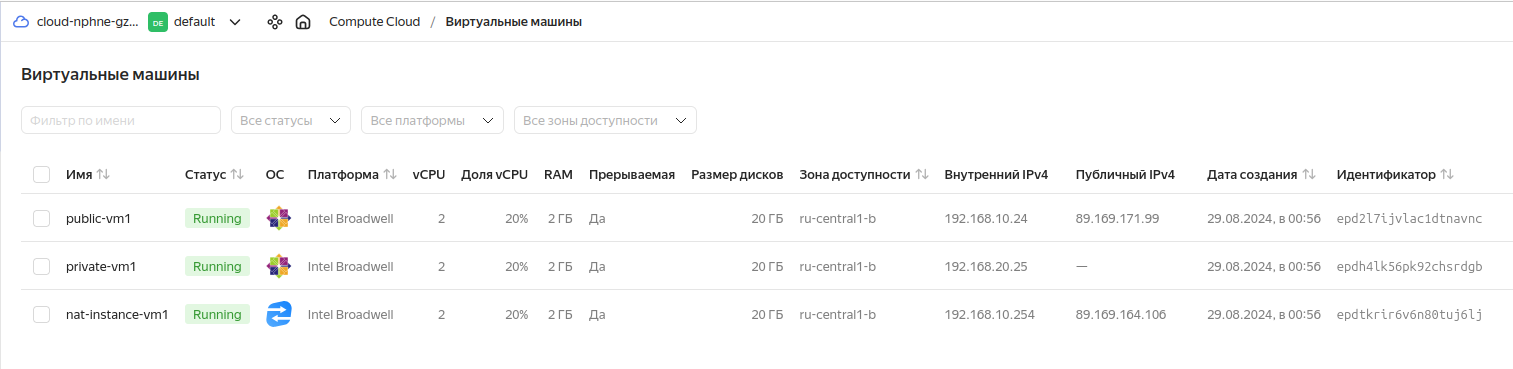 cloud-nphne-gz... DE default Compute Cloud / Виртуальные машины
Виртуальные машины
Фильтр по имени Все статусы Все платформы Все зоны доступности
Имя Статус ОС Платформа vCPU Доля vCPU RAM Прерываемая Размер дисков Зона доступности Внутренний IPv4 Публичный IPv4 Дата создания Идентификатор
public-vm1 Running Intel Broadwell 2 20% 2 ГБ Да 20 ГБ ru-central1-b 192.168.10.24 89.169.171.99 29.08.2024, в 00:56 epd2l7ijvlac1dtnavnc
private-vm1 Running Intel Broadwell 2 20% 2 ГБ Да 20 ГБ ru-central1-b 192.168.20.25 — 29.08.2024, в 00:56 epdh4lk56pk92chsrdgb
nat-instance-vm1 Running Intel Broadwell 2 20% 2 ГБ Да 20 ГБ ru-central1-b 192.168.10.254 89.169.164.106 29.08.2024, в 00:56 epdtkrir6v6n80tuj6lj